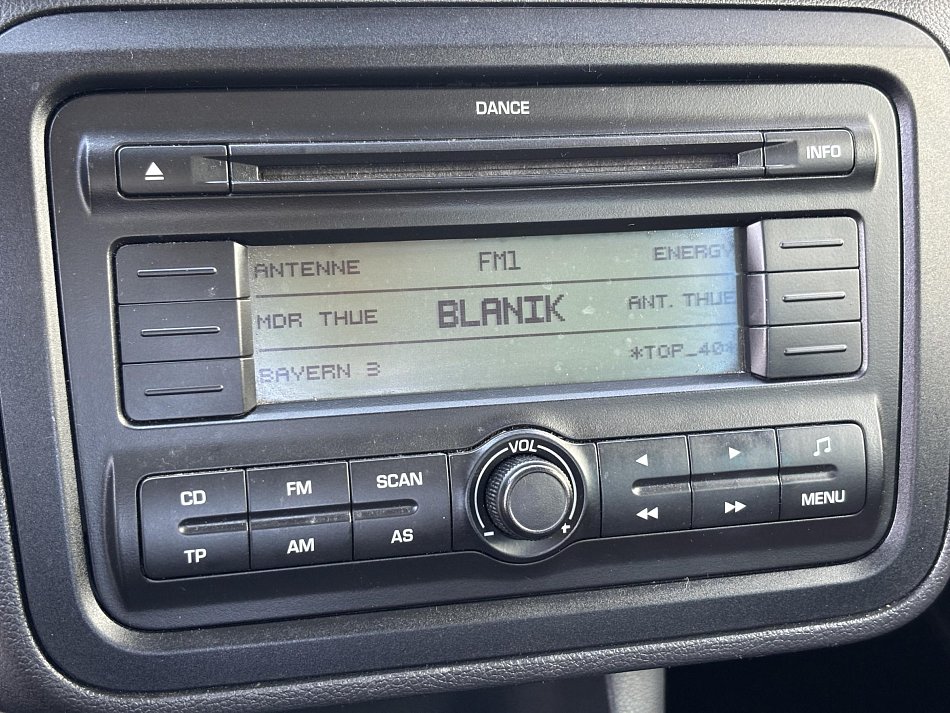 DANCE
INFO
ANTENNE FM1 ENERGY
MDR THUE BLANIK ANT. THUE
BAYERN 3 *TOP_40*
VOL
CD FM SCAN
TP AM AS
- +
MENU